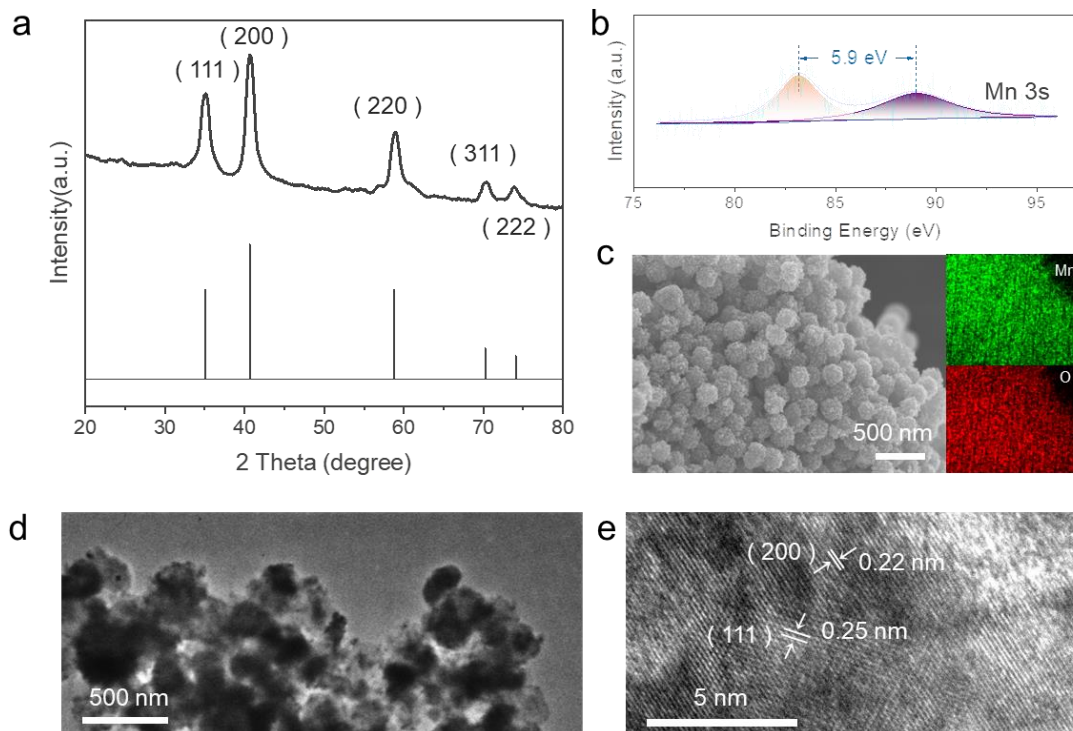 a
( 111 )
( 200 )
( 220 )
( 311 )
( 222 )
Intensity(a.u.)
20 30 40 50 60 70 80
2 Theta (degree)
b
5.9 eV
Mn 3s
Intensity (a.u.)
75 80 85 90 95
Binding Energy (eV)
c
500 nm
Mn
O
d
500 nm
e
( 200 )
0.22 nm
( 111 )
0.25 nm
5 nm